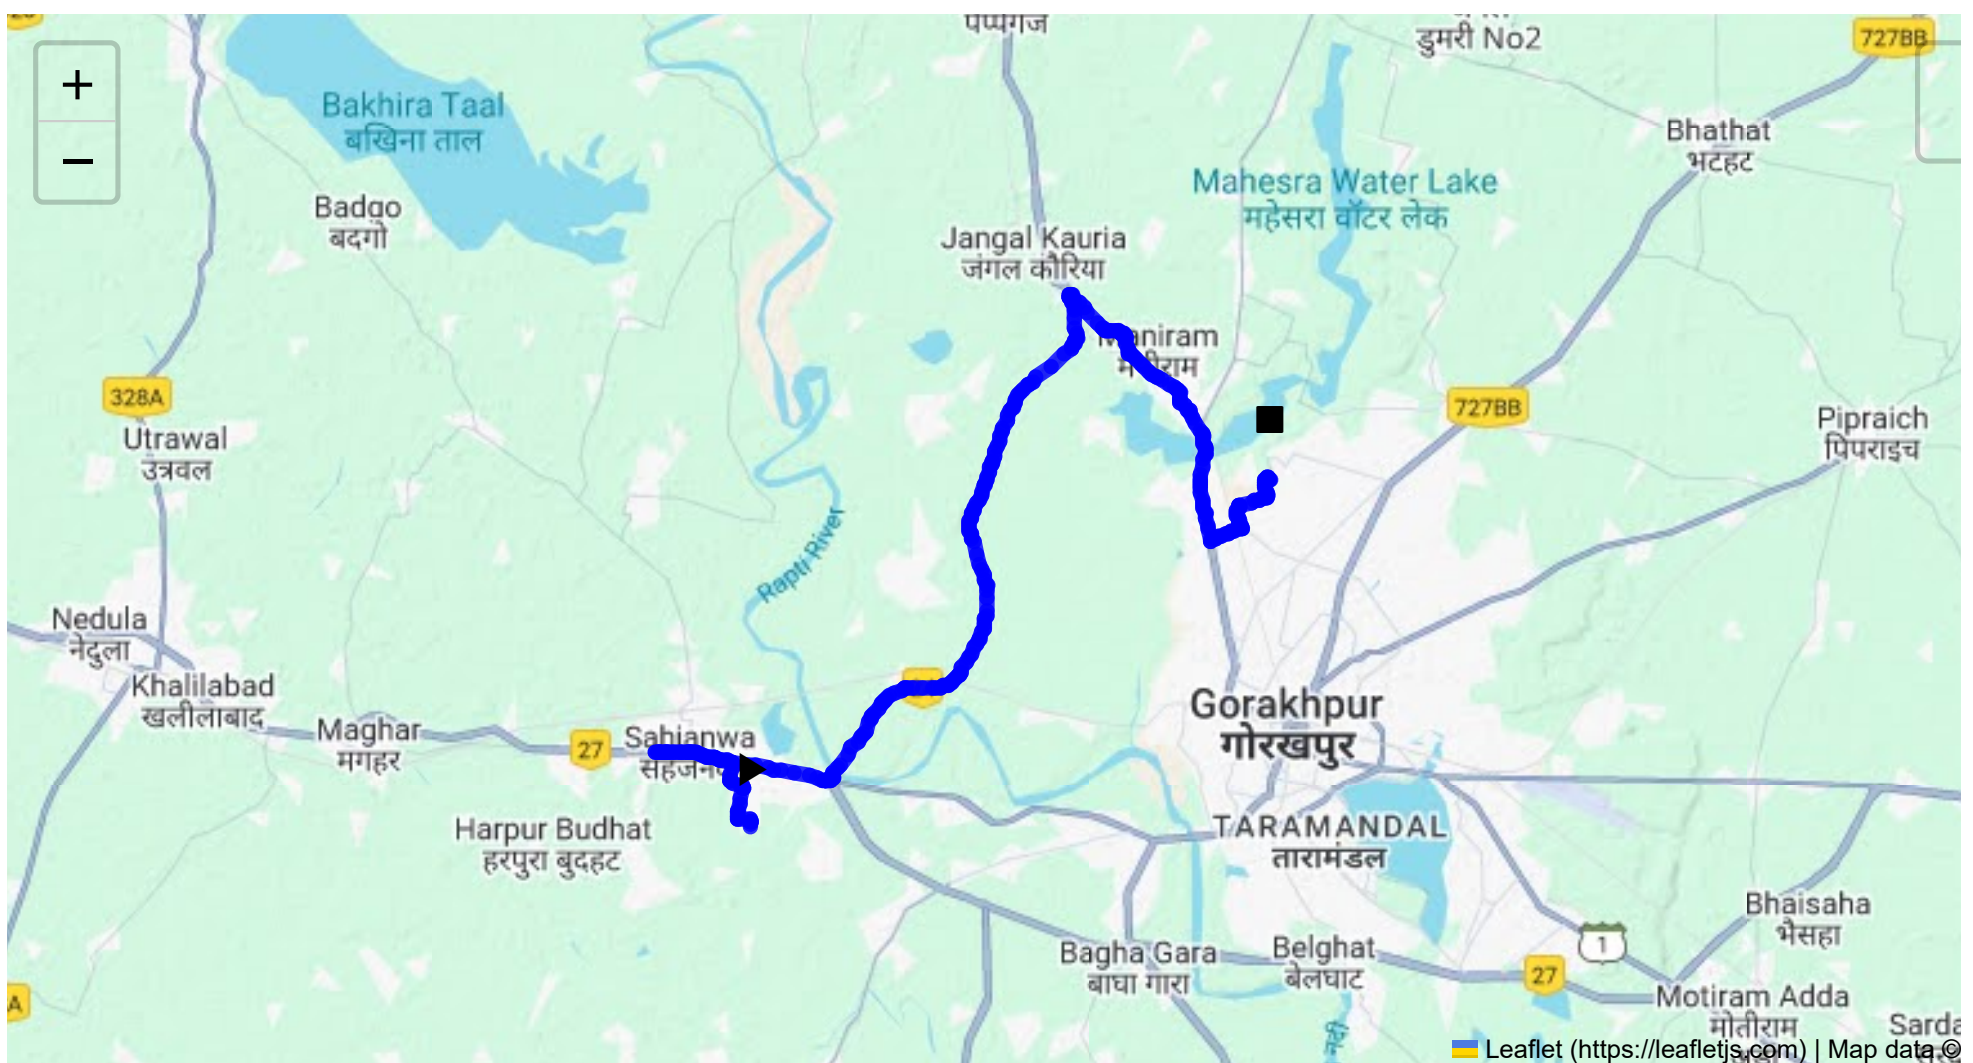 पपगंज
डुमरी No2
727BB
+
Bakhira Taal
बखिना ताल
−
Bhathat
भटहट
Mahesra Water Lake
महेसरा वॉटर लेक
Badgo
बदगो
Jangal Kauria
जंगल कौरिया
328A
727BB
Utrawal
उत्रवल
Pipraich
पिपराइच
Rapti River
Nedula
नेदुला
Khalilabad
खलीलाबाद
Maghar
मगहर
27
Sahjanwa
Gorakhpur
गोरखपुर
Harpur Budhat
हरपुरा बुदहट
TARAMANDAL
तारामंडल
Bhaisaha
भैसहा
1
Bagha Gara
बाघा गारा
Belghat
बेलघाट
27
A
Motiram Adda
मोतीराम
नदी
Leaflet (https://leafletjs.com) | Map data ©